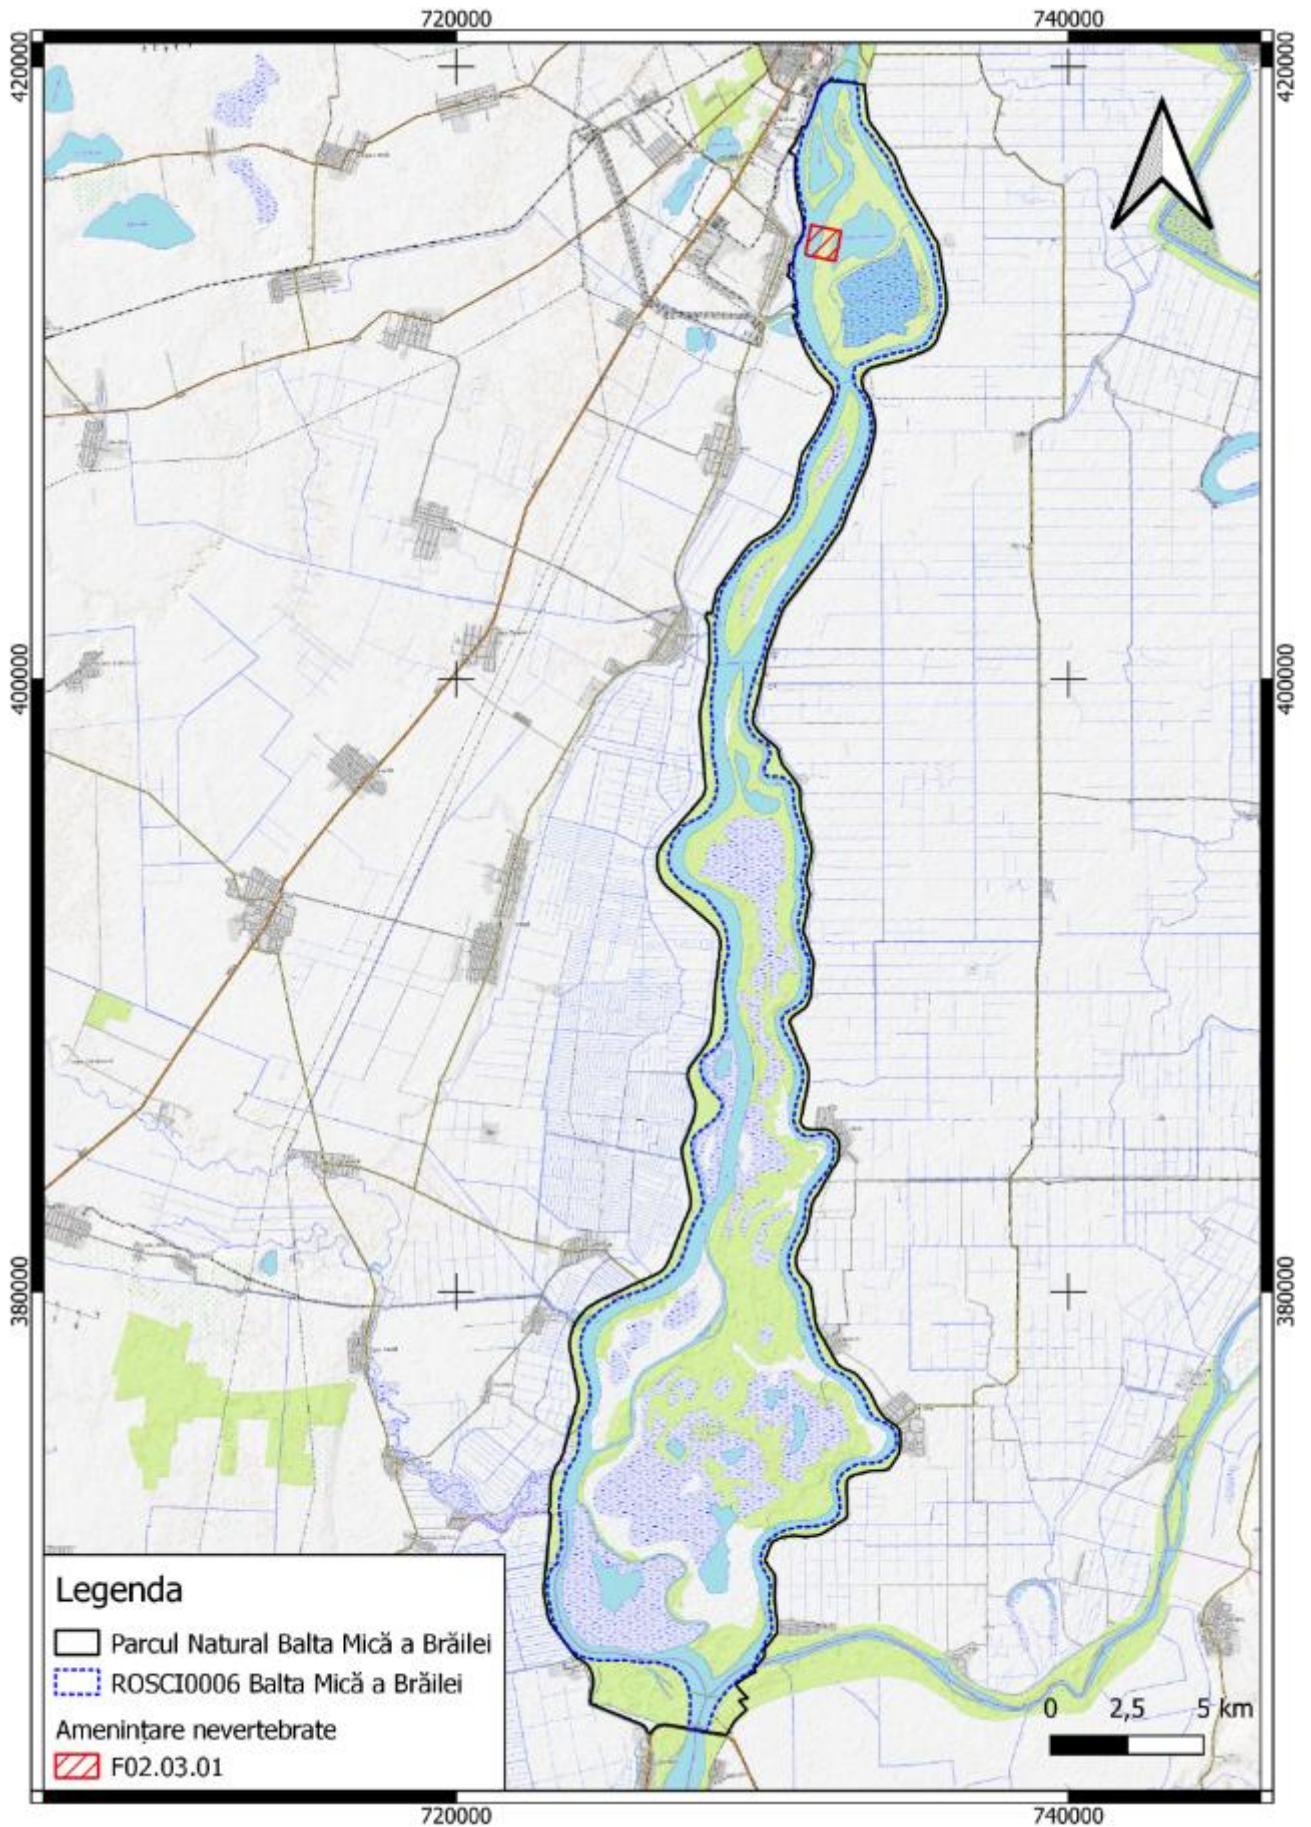 720000
740000
420000
420000
400000
400000
380000
380000
Legenda
Parcul Natural Balta Mică a Brăilei
ROSCI0006 Balta Mică a Brăilei
Amenințare nevertebrate
F02.03.01
0 2,5 5 km
720000
740000